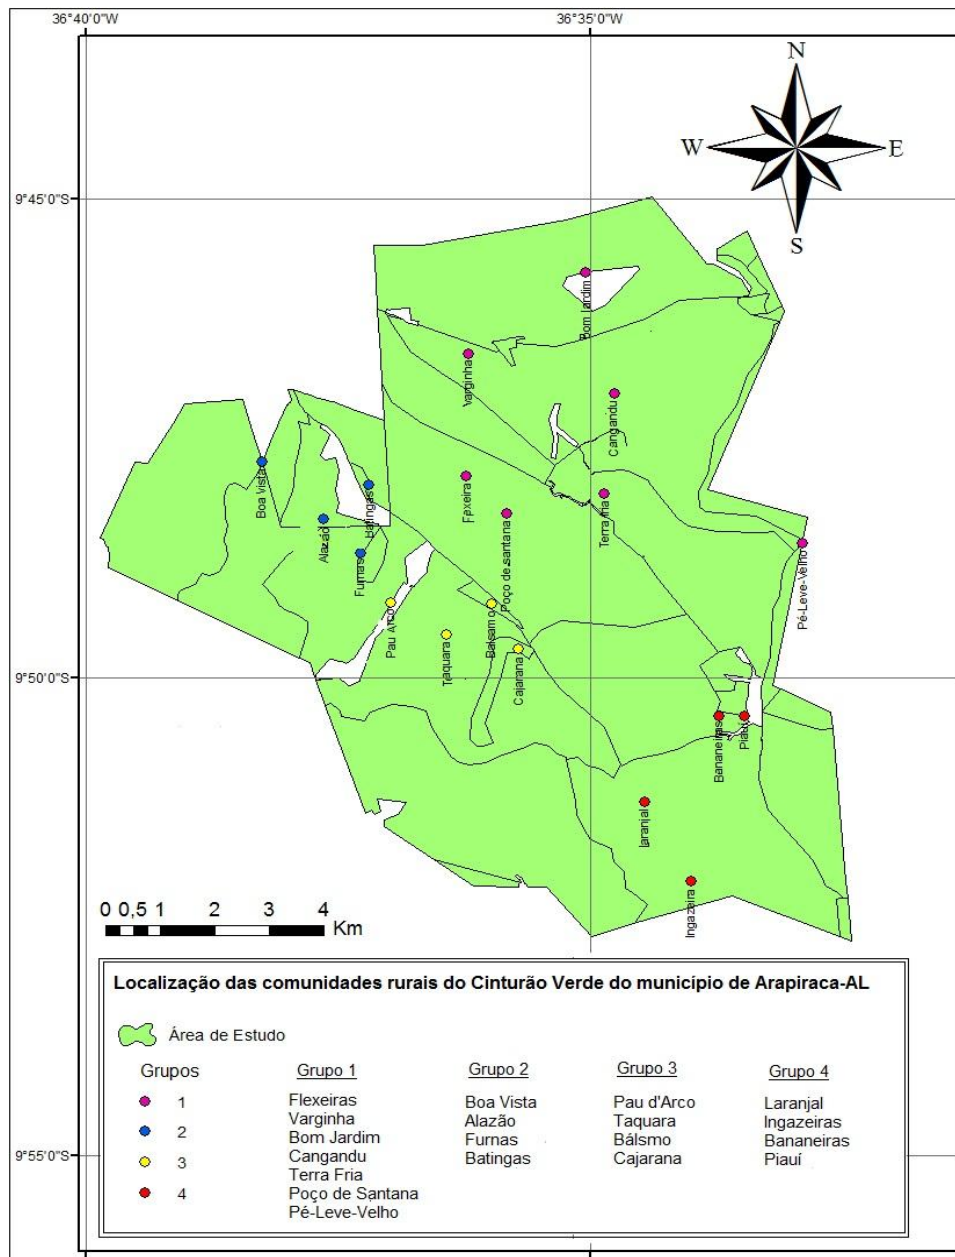 36°40'0"W
36°35'0"W
N
W
E
S
9°45'0"S
Bom Jardim
Varginha
Cangandu
Boa Vista
Batingas
Flexeira
Terra fria
Alazão
Poço de santana
Furnas
Pé-Leve-Velho
Pau Arco
Balsamo
Taquara
Cajarana
9°50'0"S
Bananeiras
Piauí
laranjal
Ingazeira
0 0,5 1 2 3 4
Km
Localização das comunidades rurais do Cinturão Verde do município de Arapiraca-AL
Área de Estudo
Grupos
1
2
3
4
Grupo 1
Flexeiras
Varginha
Bom Jardim
Cangandu
Terra Fria
Poço de Santana
Pé-Leve-Velho
Grupo 2
Boa Vista
Alazão
Furnas
Batingas
Grupo 3
Pau d'Arco
Taquara
Bálsmo
Cajarana
Grupo 4
Laranjal
Ingazeiras
Bananeiras
Piauí
9°55'0"S